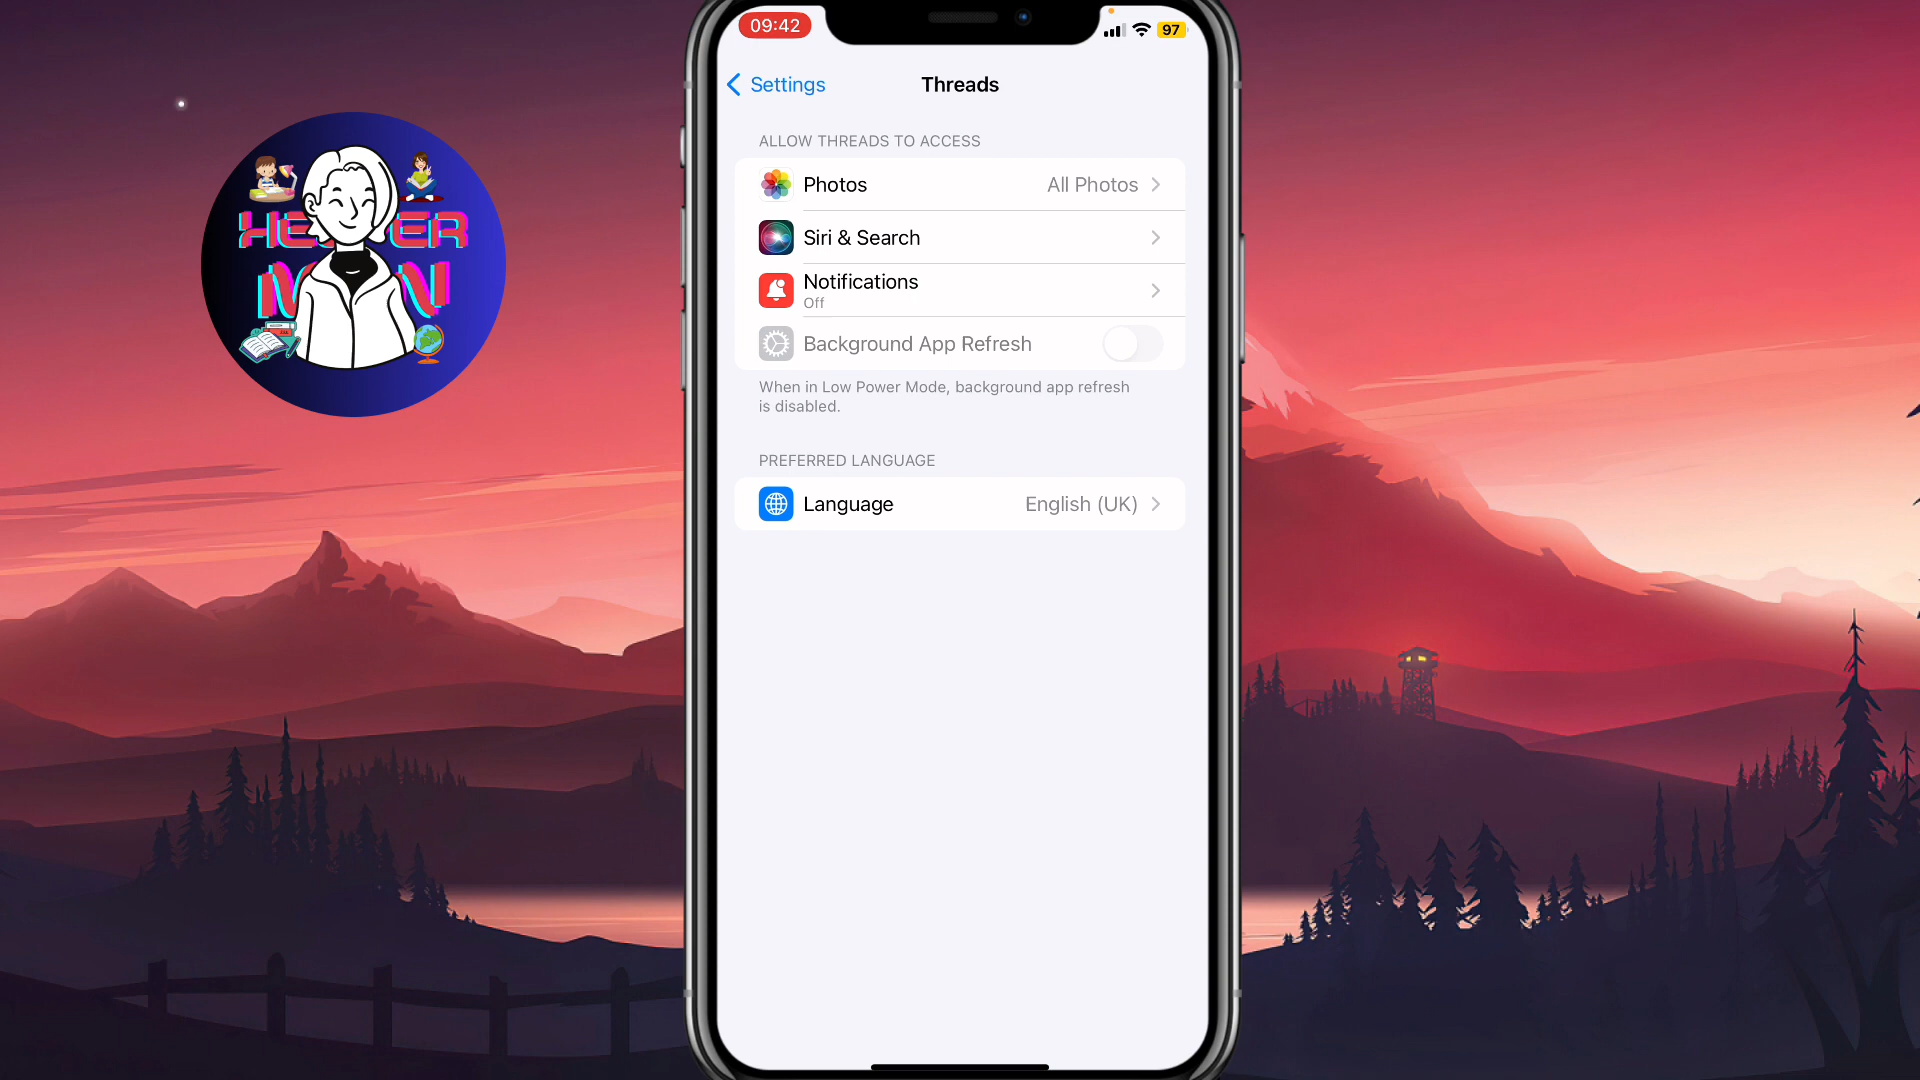 09:42
97
Settings
Threads
ALLOW THREADS TO ACCESS
Photos
All Photos
Siri & Search
Notifications
Off
Background App Refresh
When in Low Power Mode, background app refresh
is disabled.
PREFERRED LANGUAGE
Language
English (UK)